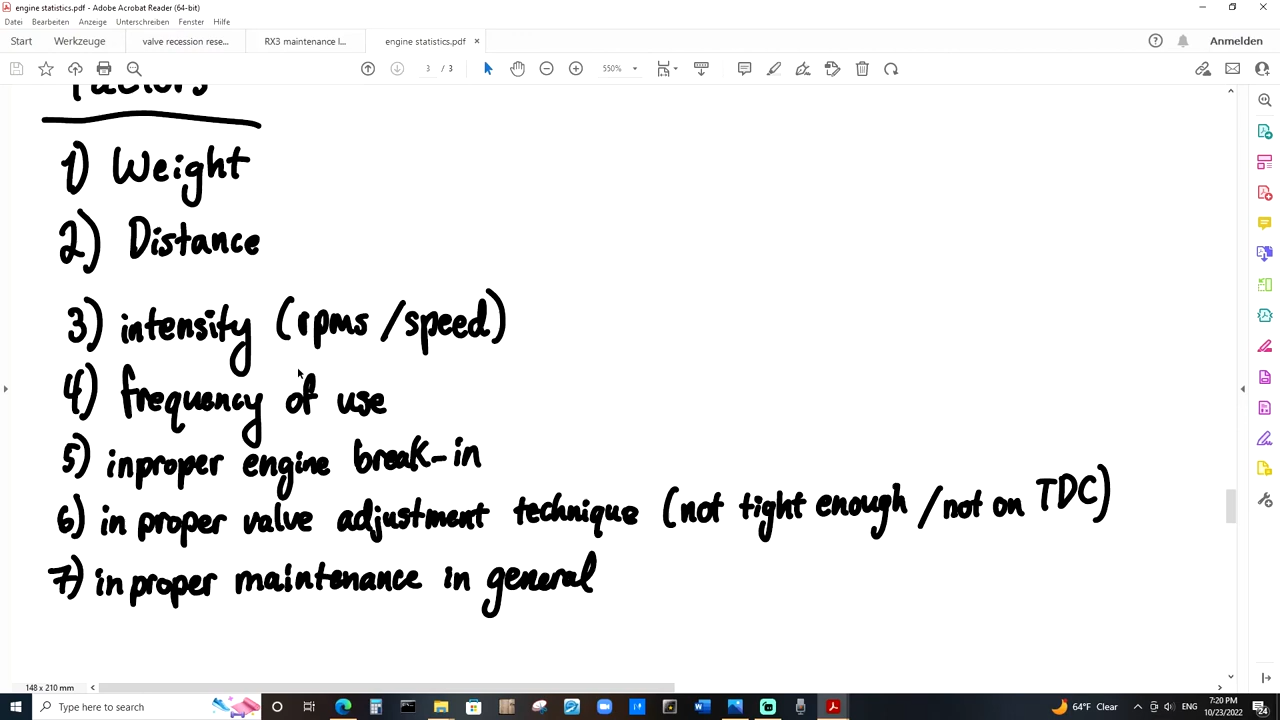 engine statistics.pdf - Adobe Acrobat Reader (64-bit)
Datei Bearbeiten Anzeige Unterschreiben Fenster Hilfe
Start Werkzeuge valve recession rese... RX3 maintenance l... engine statistics.pdf × Anmelden
3 / 3 550%
factors
1) Weight
2) Distance
3) intensity (rpms /speed)
4) frequency of use
5) inproper engine break-in
6) in proper valve adjustment technique (not tight enough /not on TDC)
7) in proper maintenance in general
148 x 210 mm
Type here to search
64°F Clear ENG 7:20 PM
10/23/2022